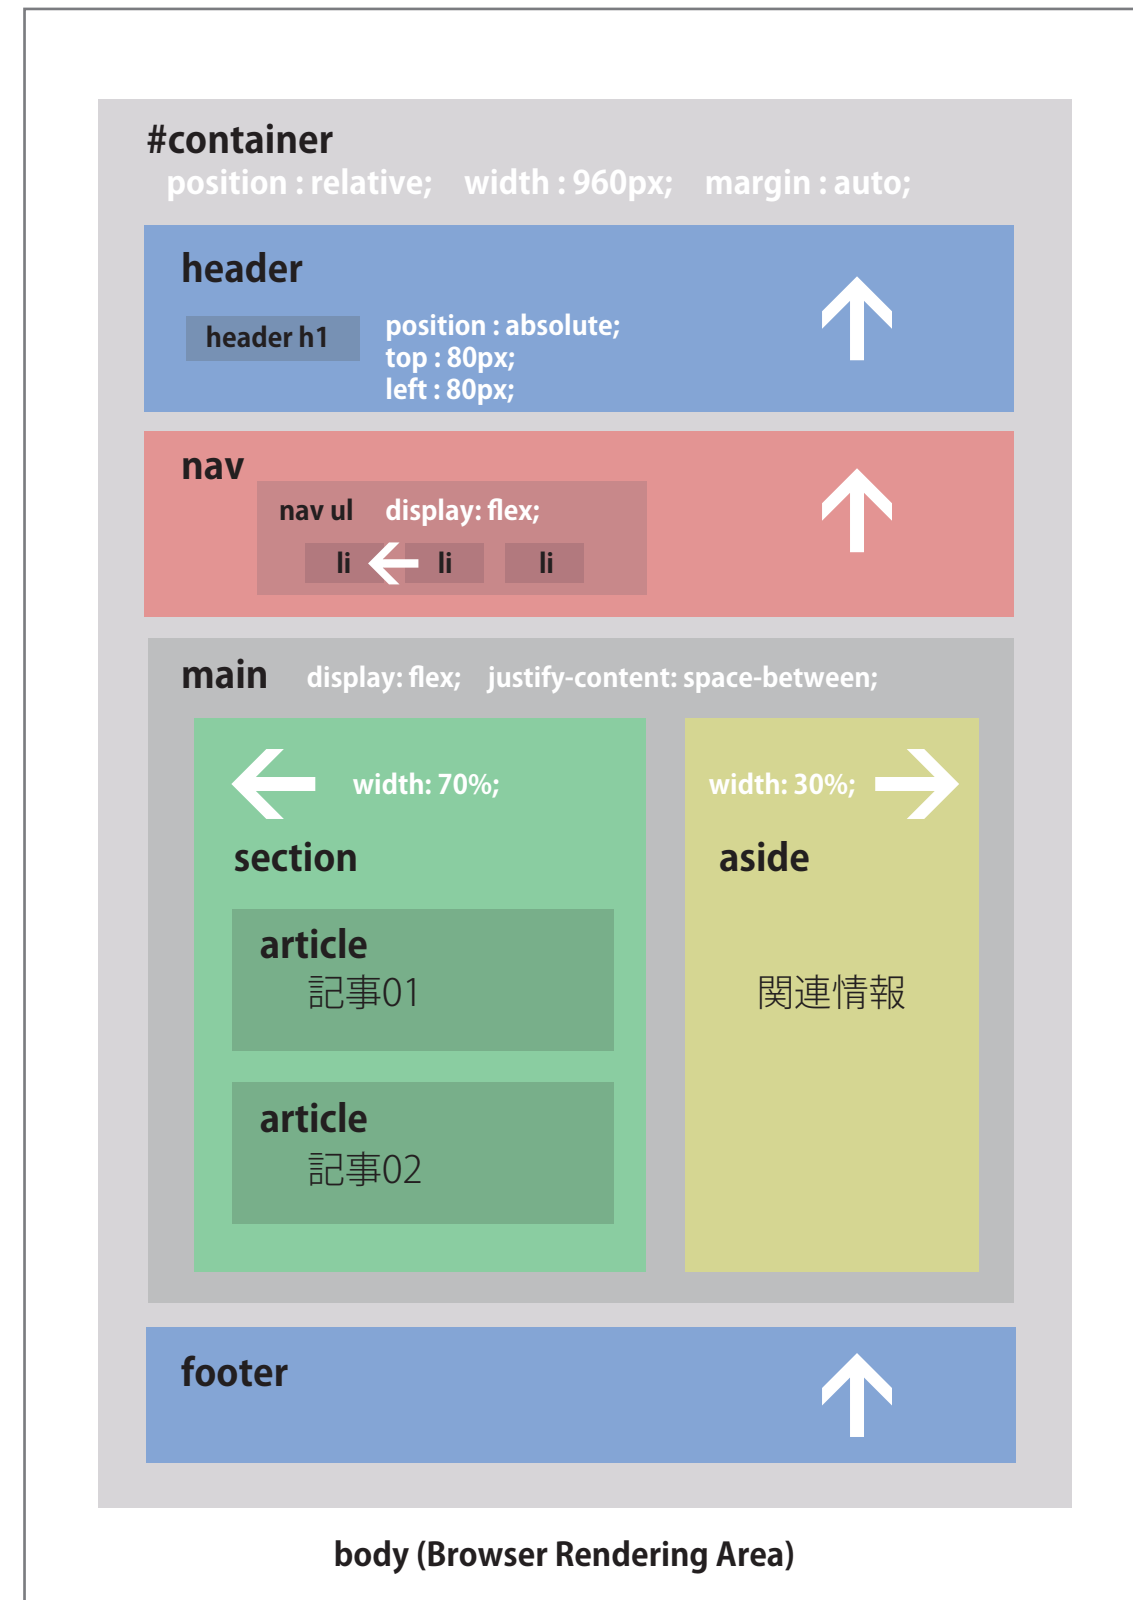 #container
position : relative; width : 960px; margin : auto;
header
header h1
position : absolute;
top : 80px;
left : 80px;
nav
nav ul display: flex;
li li li
main display: flex; justify-content: space-between;
width: 70%;
section
article
記事01
article
記事02
width: 30%;
aside
関連情報
footer
body (Browser Rendering Area)